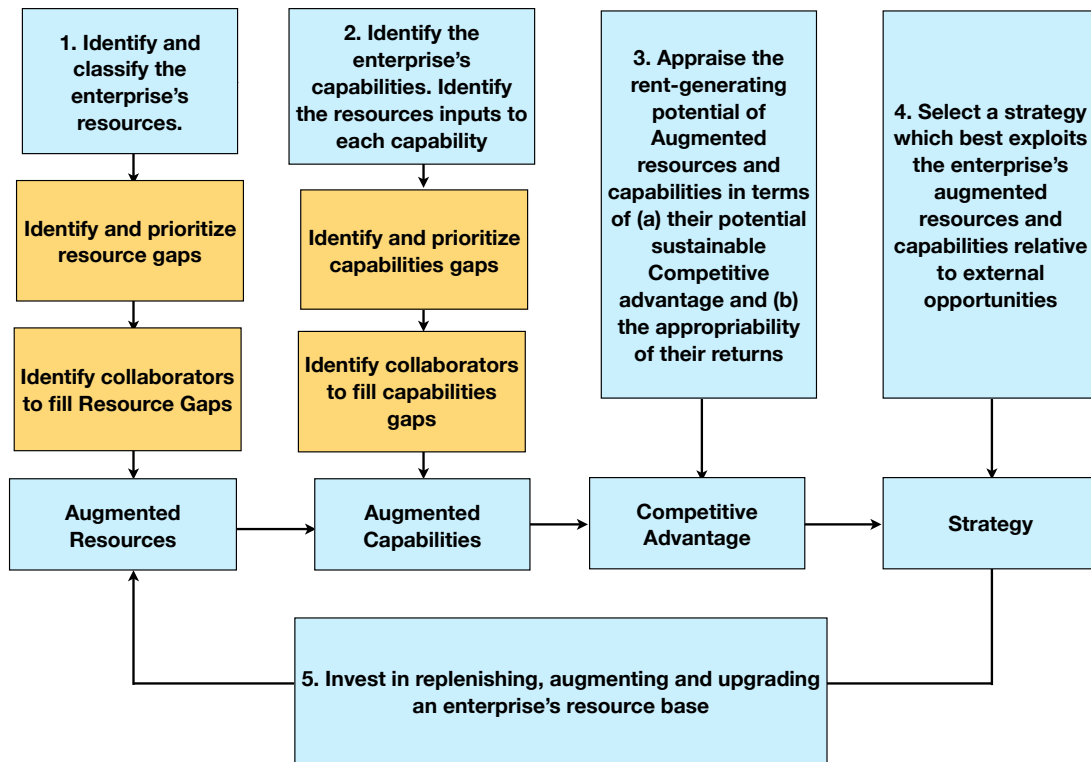 1. Identify and
classify the
enterprise's
resources.
2. Identify the
enterprise's
capabilities. Identify
the resources inputs to
each capability
3. Appraise the
rent-generating
potential of
Augmented
resources and
capabilities in terms
of (a) their potential
sustainable
Competitive
advantage and (b)
the appropriability
of their returns
4. Select a strategy
which best exploits
the enterprise's
augmented
resources and
capabilities relative
to external
opportunities
Identify and prioritize
resource gaps
Identify and prioritize
capabilities gaps
Identify collaborators
to fill Resource Gaps
Identify collaborators
to fill capabilities
gaps
Augmented
Resources
Augmented
Capabilities
Competitive
Advantage
Strategy
5. Invest in replenishing, augmenting and upgrading
an enterprise's resource base